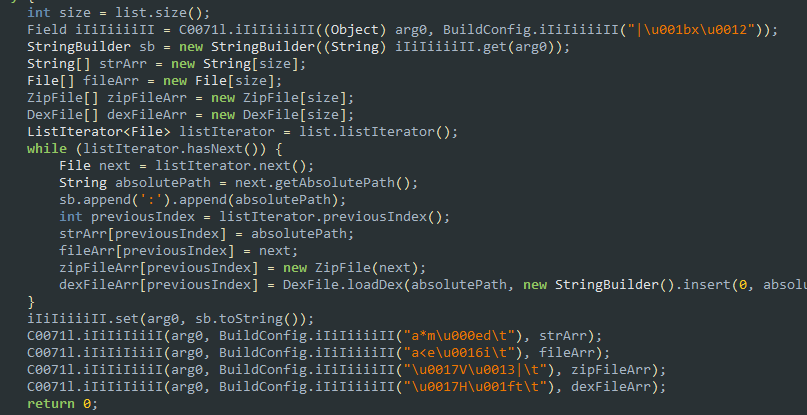 int size = list.size();
Field iIiIiiiiII = C0071l.iIiIiiiiII((Object) arg0, BuildConfig.iIiIiiiiII("|\u001bx\u0012"));
StringBuilder sb = new StringBuilder((String) iIiIiiiiII.get(arg0));
String[] strArr = new String[size];
File[] fileArr = new File[size];
ZipFile[] zipFileArr = new ZipFile[size];
DexFile[] dexFileArr = new DexFile[size];
ListIterator<File> listIterator = list.listIterator();
while (listIterator.hasNext()) {
File next = listIterator.next();
String absolutePath = next.getAbsolutePath();
sb.append(':').append(absolutePath);
int previousIndex = listIterator.previousIndex();
strArr[previousIndex] = absolutePath;
fileArr[previousIndex] = next;
zipFileArr[previousIndex] = new ZipFile(next);
dexFileArr[previousIndex] = DexFile.loadDex(absolutePath, new StringBuilder().insert(0, absolu
}
iIiIiiiiII.set(arg0, sb.toString());
C0071l.iIiIiIiiiI(arg0, BuildConfig.iIiIiiiiII("a*m\u000ed\t"), strArr);
C0071l.iIiIiIiiiI(arg0, BuildConfig.iIiIiiiiII("a<e\u0016i\t"), fileArr);
C0071l.iIiIiIiiiI(arg0, BuildConfig.iIiIiiiiII("\u0017V\u0013|\t"), zipFileArr);
C0071l.iIiIiIiiiI(arg0, BuildConfig.iIiIiiiiII("\u0017H\u001ft\t"), dexFileArr);
return 0;